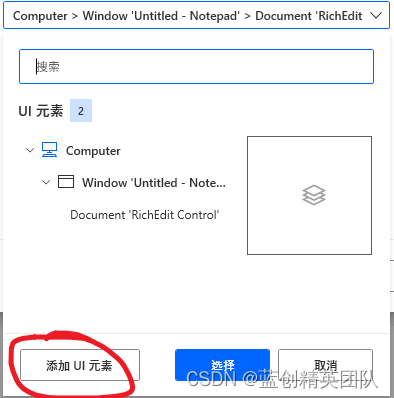 Computer > Window 'Untitled - Notepad' > Document 'RichEdit
搜索
UI 元素 2
Computer
Window 'Untitled - Note...
Document 'RichEdit Control'
添加 UI 元素 选择 取消
CSDN @蓝创精英团队